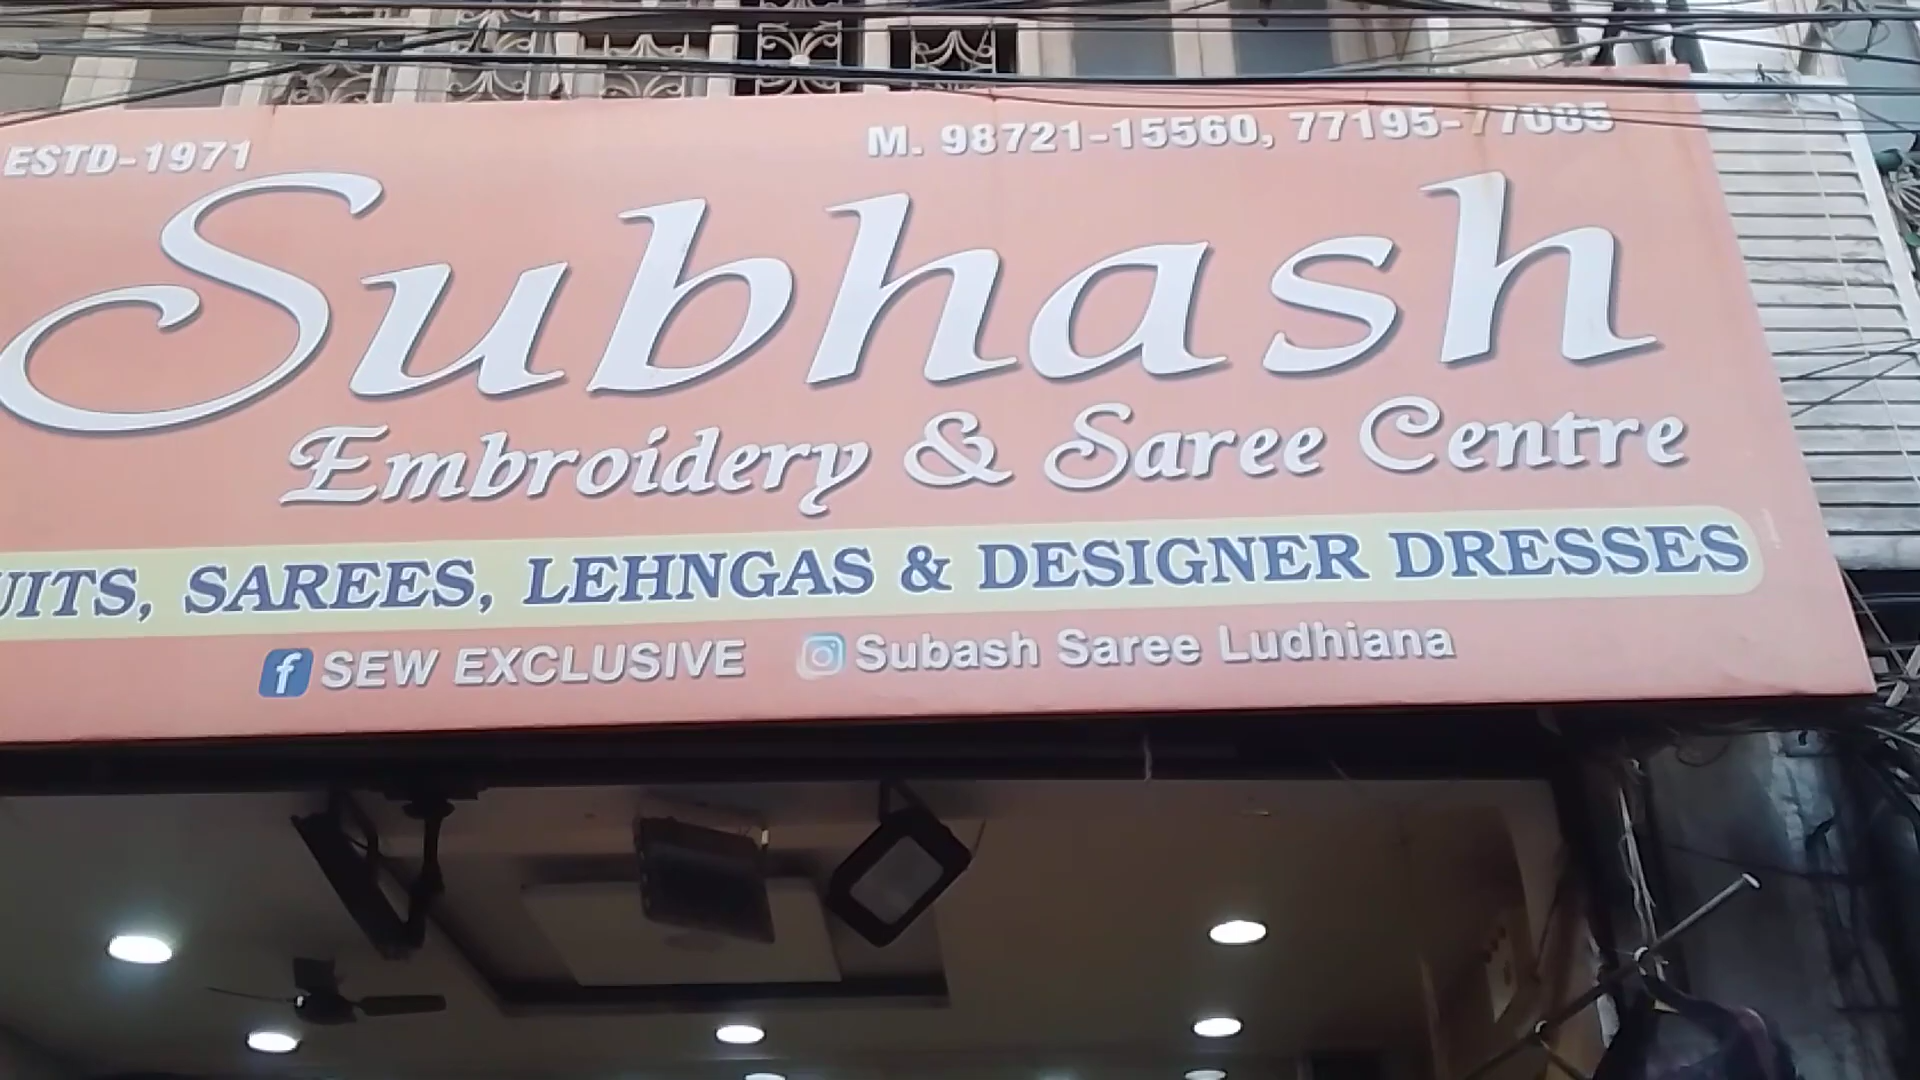 ESTD-1971
M. 98721-15560, 77195-77085
Subhash
Embroidery & Saree Centre
SAREES, LEHNGAS & DESIGNER DRESSES
SEW EXCLUSIVE Subash Saree Ludhiana